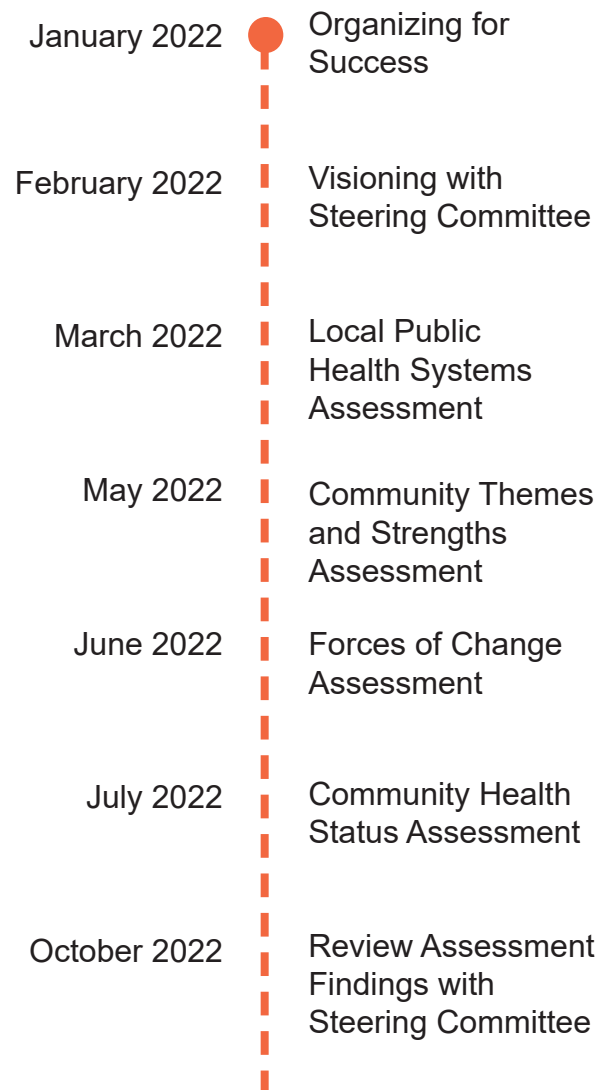 January 2022
Organizing for
Success
February 2022
Visioning with
Steering Committee
March 2022
Local Public
Health Systems
Assessment
May 2022
Community Themes
and Strengths
Assessment
June 2022
Forces of Change
Assessment
July 2022
Community Health
Status Assessment
October 2022
Review Assessment
Findings with
Steering Committee